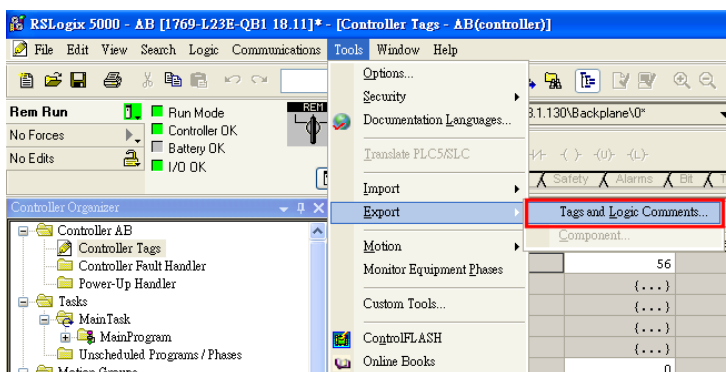 RSLogix 5000 - AB [1769-L23E-QB1 18.11]* - [Controller Tags - AB(controller)]
File Edit View Search Logic Communications Tools Window Help
Options...
Security
Documentation Languages...
Translate PLC5/SLC
Import
Export
Motion
Monitor Equipment Phases
Custom Tools...
ControlFLASH
Online Books
Tags and Logic Comments...
Component...
Rem Run
No Forces
No Edits
Run Mode
Controller OK
Battery OK
I/O OK
REM
3.1.130\Backplane\0*
Safety Alarms Bit
Controller Organizer
Controller AB
Controller Tags
Controller Fault Handler
Power-Up Handler
Tasks
MainTask
MainProgram
Unscheduled Programs / Phases
Motion Groups
56
{...}
{...}
{...}
{...}
0